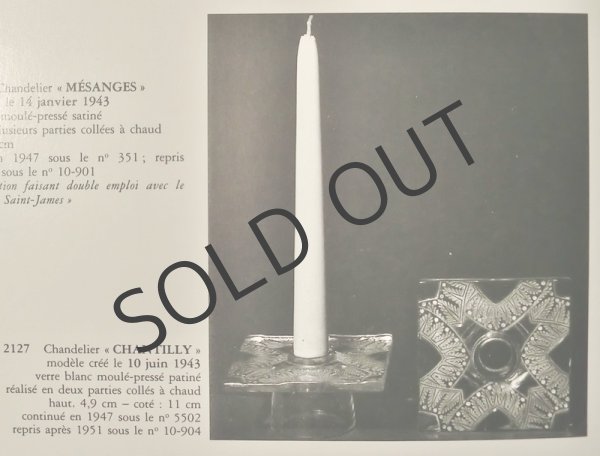 Chandelier « MÉSANGES »
le 14 janvier 1943
moulé-pressé satiné
plusieurs parties collées à chaud
cm
1947 sous le nº 351 ; repris
sous le nº 10-901
faisant double emploi avec le
Saint-James »
SOLD OUT
2127 Chandelier « CHANTILLY »
modèle créé le 10 juin 1943
verre blanc moulé-pressé patiné
réalisé en deux parties collés à chaud
haut. 4,9 cm – coté : 11 cm
continué en 1947 sous le nº 5502
repris après 1951 sous le nº 10-904